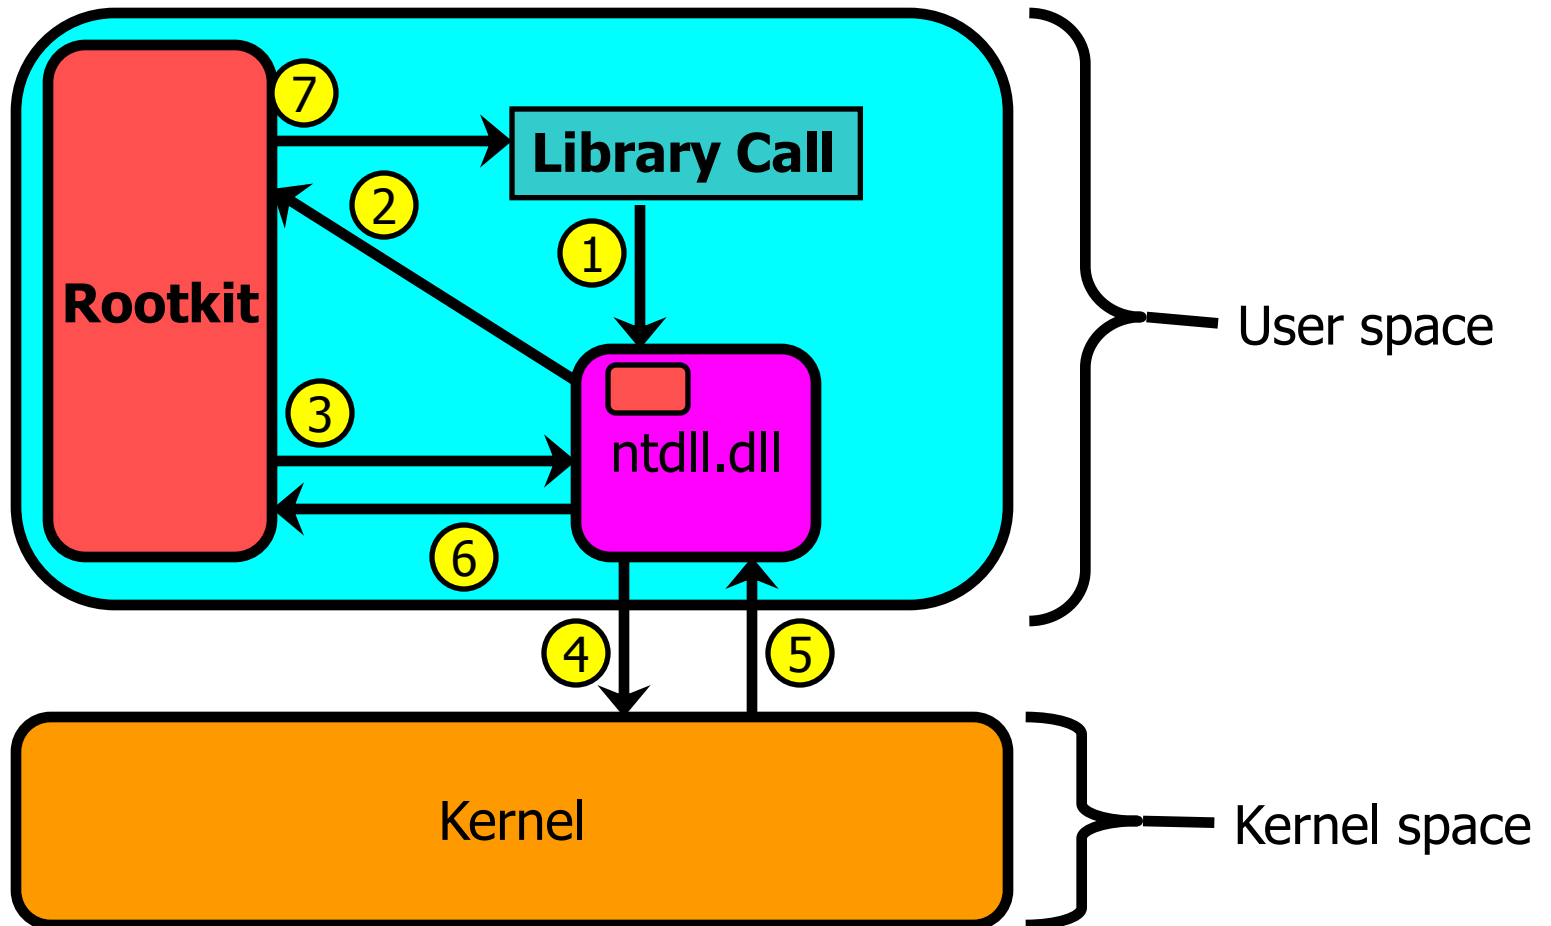 7
Library Call
2
1
Rootkit
User space
3
ntdll.dll
6
4
5
Kernel
Kernel space